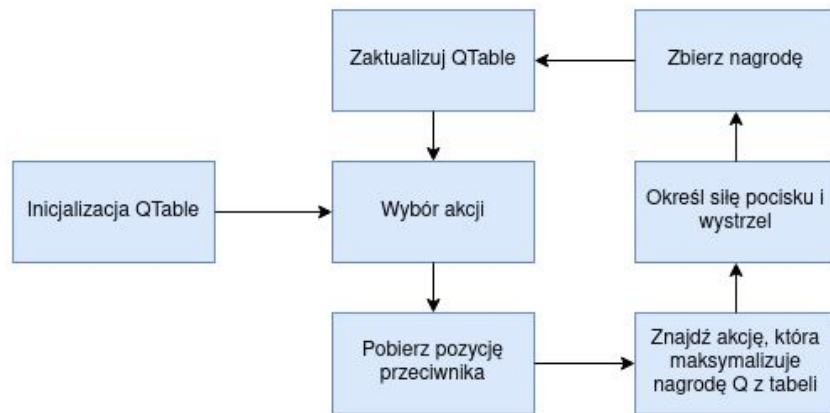 Zaktualizuj QTable
Zbierz nagrodę
Inicjalizacja QTable
Wybór akcji
Określ siłę pocisku i
wystrzel
Pobierz pozycję
przeciwnika
Znajdź akcję, która
maksymalizuje
nagrodę Q z tabeli